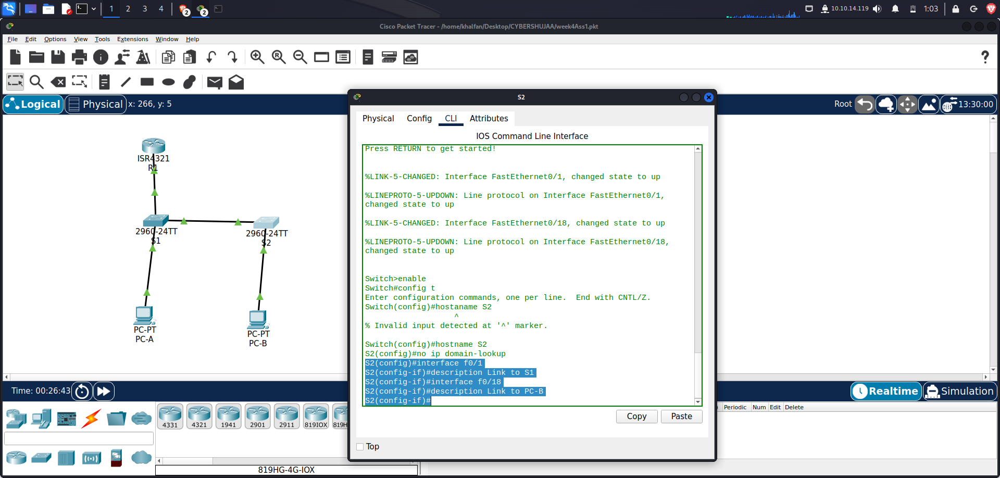 1 2 3 4 2 2 10.10.14.119 1:03
Cisco Packet Tracer - /home/khalfan/Desktop/CYBERSHUJAA/week4Ass1.pkt
File Edit Options View Tools Extensions Window Help
Logical Physical x: 266, y: 5
Root 13:30:00
ISR4321
R1
2960-24TT
S1
2960-24TT
S2
PC-PT
PC-A
PC-PT
PC-B
S2
Physical Config CLI Attributes
IOS Command Line Interface
Press RETURN to get started!
%LINK-5-CHANGED: Interface FastEthernet0/1, changed state to up
%LINEPROTO-5-UPDOWN: Line protocol on Interface FastEthernet0/1,
changed state to up
%LINK-5-CHANGED: Interface FastEthernet0/18, changed state to up
%LINEPROTO-5-UPDOWN: Line protocol on Interface FastEthernet0/18,
changed state to up
Switch>enable
Switch#config t
Enter configuration commands, one per line.  End with CNTL/Z.
Switch(config)#hostaname S2
^
% Invalid input detected at '^' marker.
Switch(config)#hostname S2
S2(config)#no ip domain-lookup
S2(config)#interface f0/1
S2(config-if)#description Link to S1
S2(config-if)#interface f0/18
S2(config-if)#description Link to PC-B
S2(config-if)#
Copy Paste
Top
Time: 00:26:43
Realtime Simulation
Periodic Num Edit Delete
4331 4321 1941 2901 2911 819IOX 819H
819HG-4G-IOX